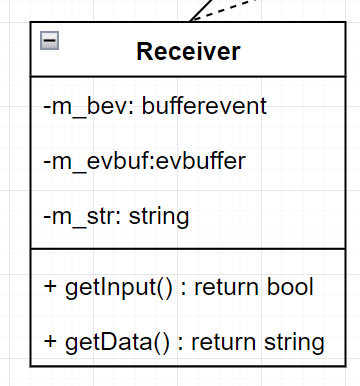 Receiver
-m_bev: bufferevent
-m_evbuf:evbuffer
-m_str: string
+ getInput() : return bool
+ getData() : return string